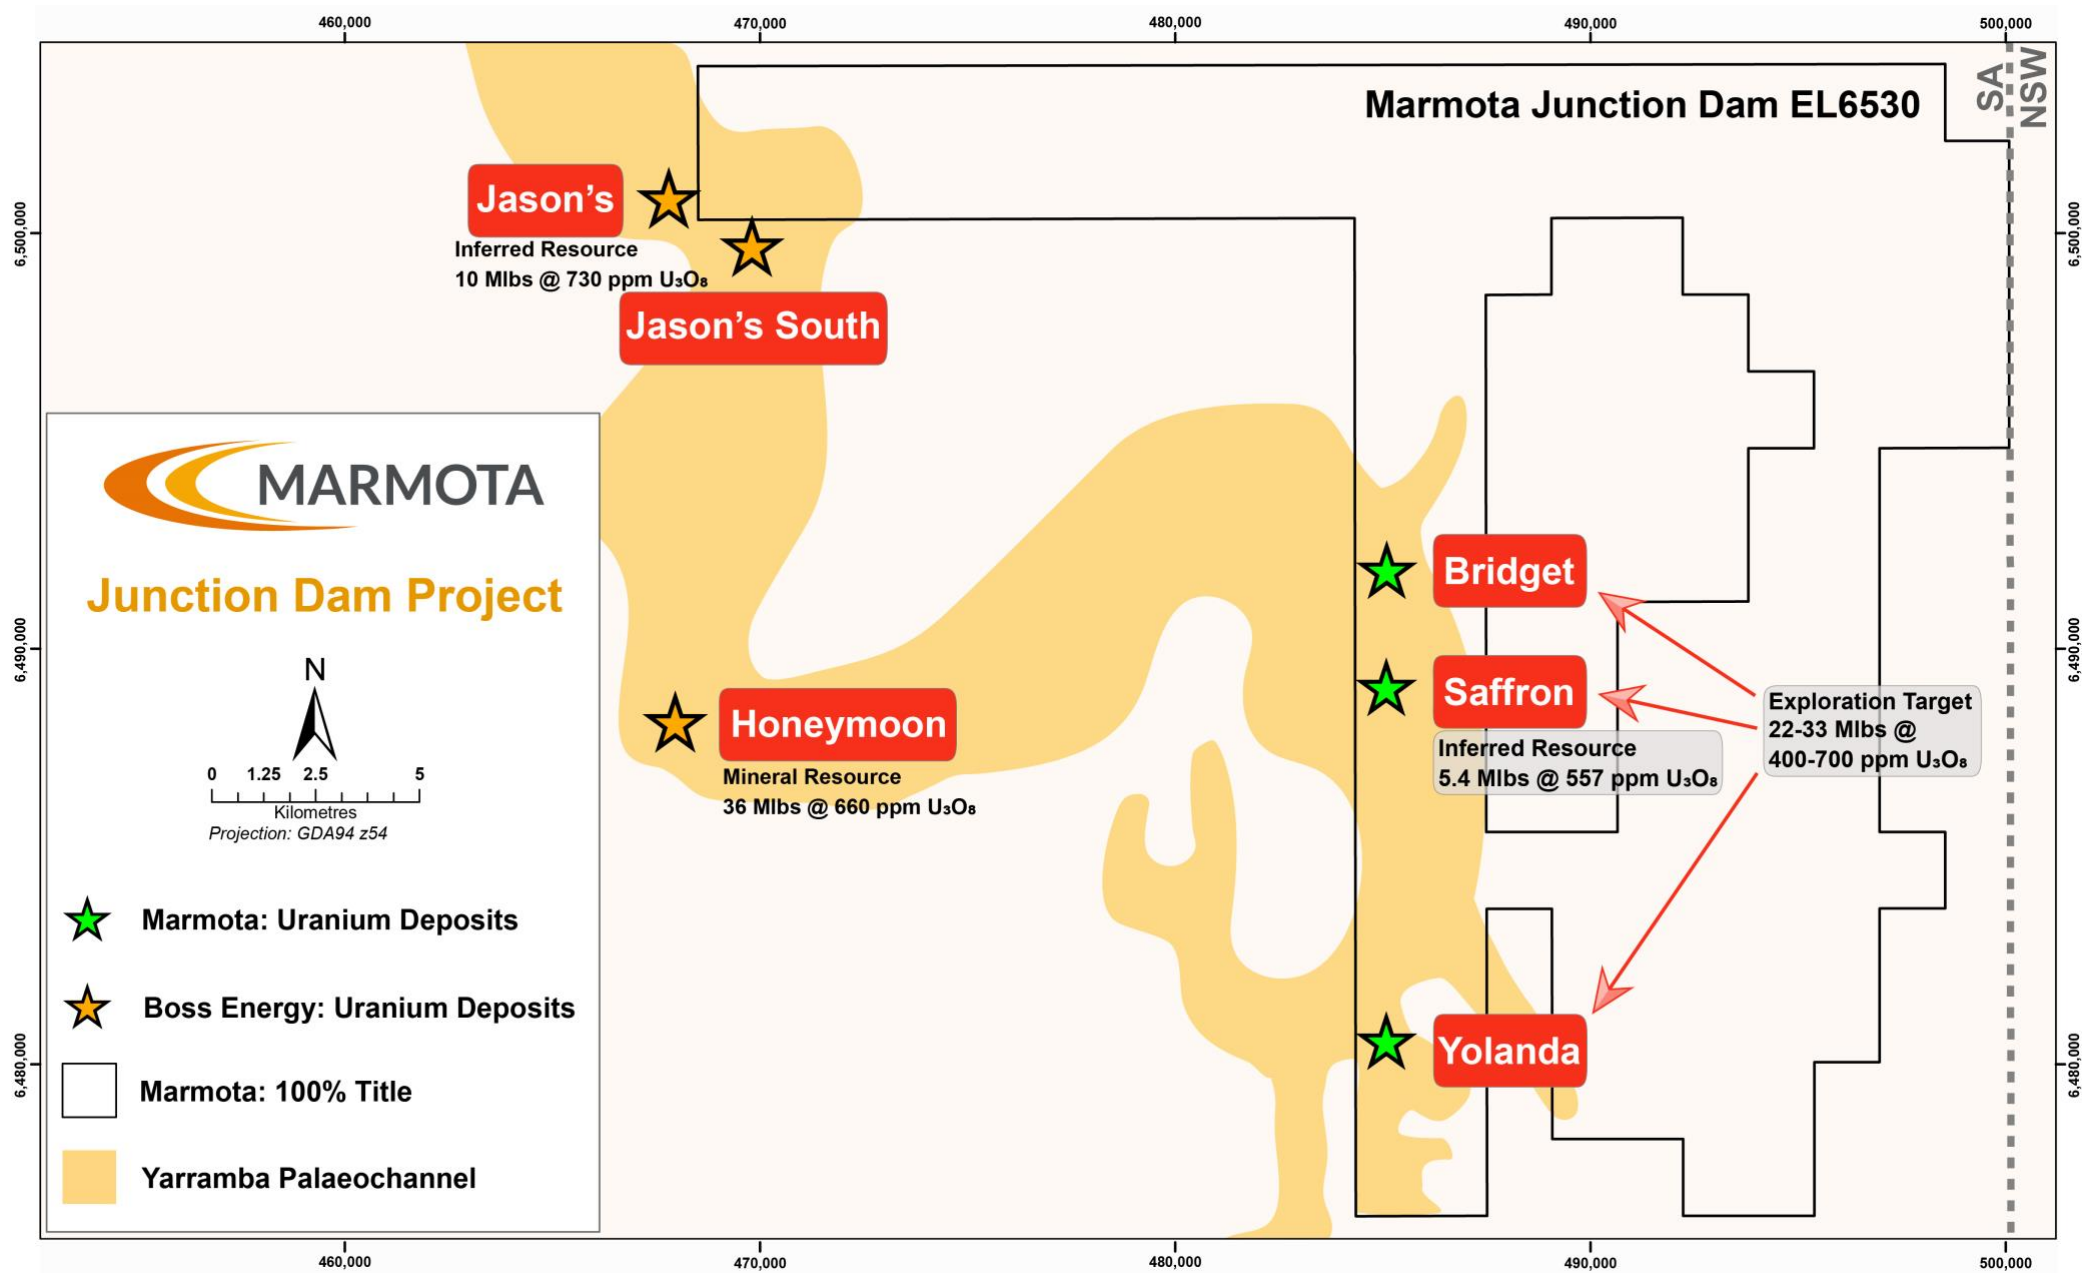 460,000
470,000
480,000
490,000
500,000
SA
NSW
Marmota Junction Dam EL6530
6,500,000
6,500,000
Jason's
Inferred Resource
10 Mlbs @ 730 ppm U₃O₈
Jason's South
MARMOTA
Junction Dam Project
N
0 1.25 2.5 5
Kilometres
Projection: GDA94 z54
Bridget
6,490,000
6,490,000
Saffron
Inferred Resource
5.4 Mlbs @ 557 ppm U₃O₈
Exploration Target
22-33 Mlbs @
400-700 ppm U₃O₈
Honeymoon
Mineral Resource
36 Mlbs @ 660 ppm U₃O₈
Marmota: Uranium Deposits
Boss Energy: Uranium Deposits
Marmota: 100% Title
Yarramba Palaeochannel
Yolanda
6,480,000
6,480,000
460,000
470,000
480,000
490,000
500,000